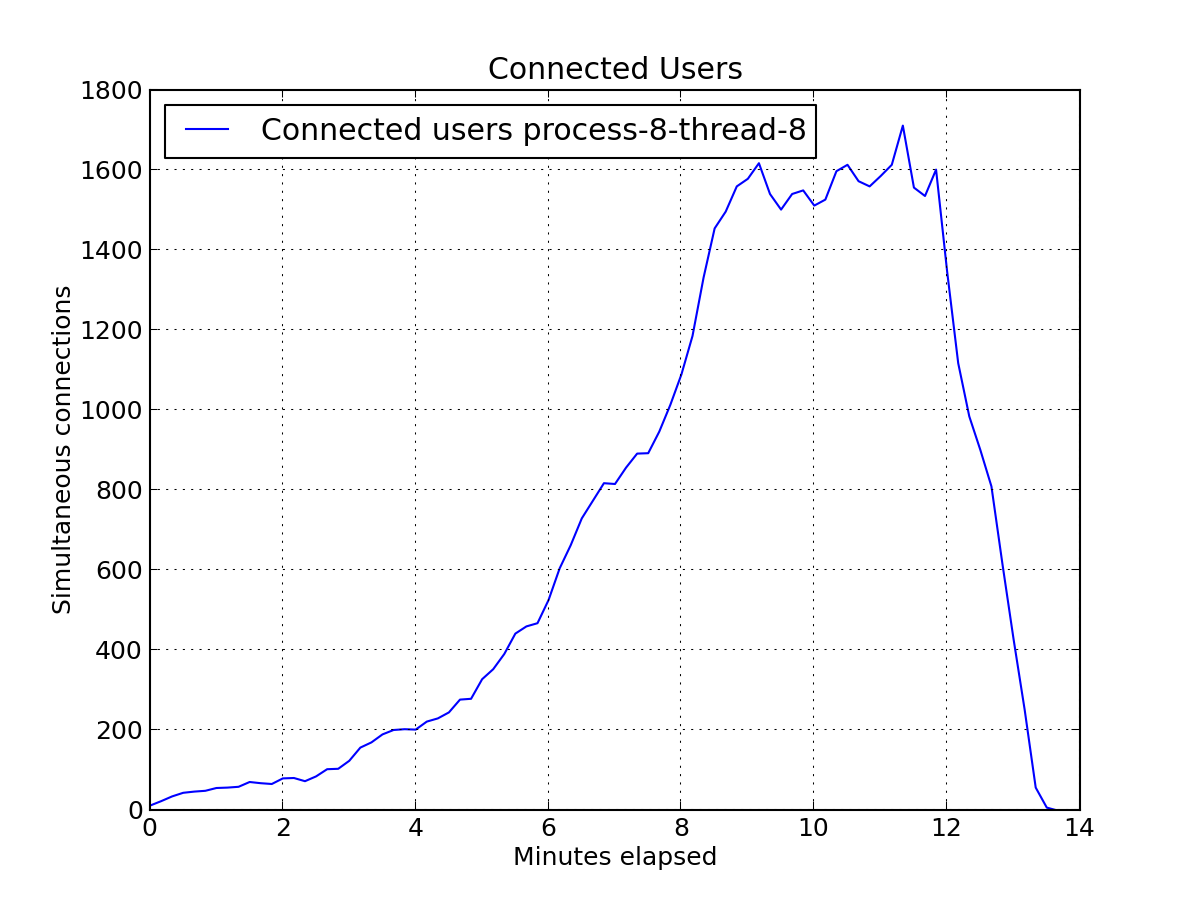 Connected Users
Connected users process-8-thread-8
1800
1600
1400
1200
1000
800
600
400
200
0
Simultaneous connections
0 2 4 6 8 10 12 14
Minutes elapsed